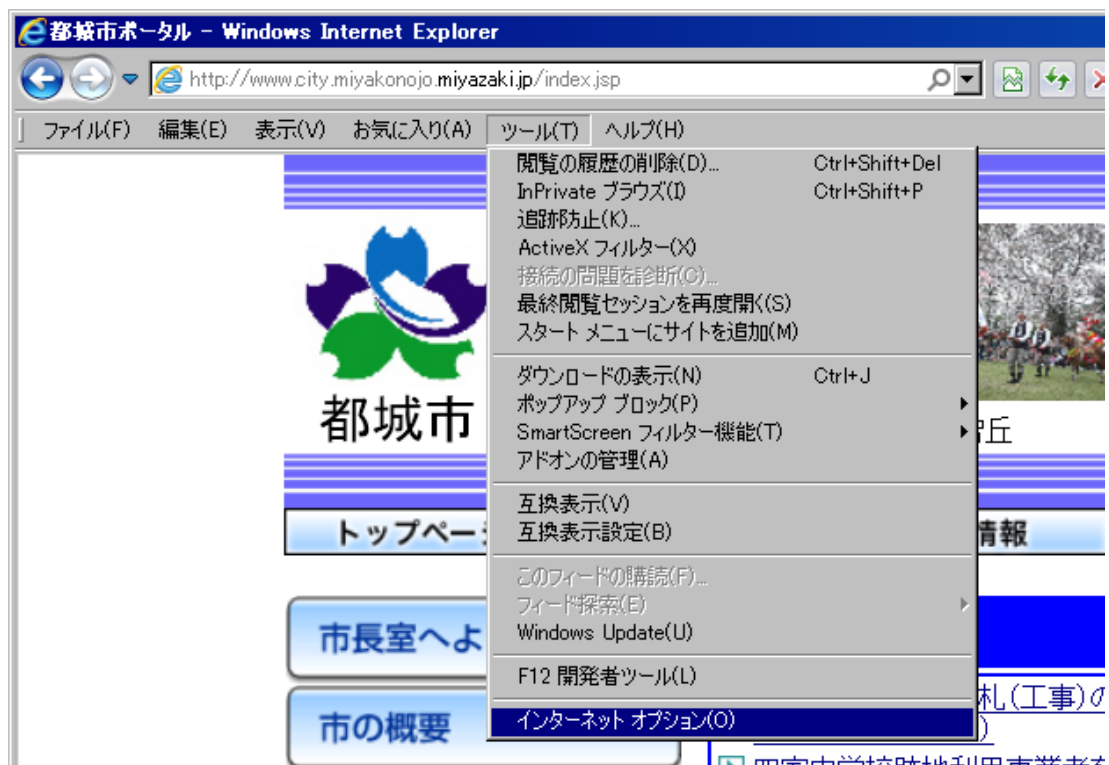 都城市ポータル - Windows Internet Explorer
http://www.city.miyakonojo.miyazaki.jp/index.jsp
ファイル(F) 編集(E) 表示(V) お気に入り(A) ツール(T) ヘルプ(H)
閲覧の履歴の削除(D)... Ctrl+Shift+Del
InPrivate ブラウズ(I) Ctrl+Shift+P
追跡防止(K)...
ActiveX フィルター(X)
接続の問題を診断(C)...
最終閲覧セッションを再度開く(S)
スタート メニューにサイトを追加(M)
ダウンロードの表示(N) Ctrl+J
ポップアップ ブロック(P)
SmartScreen フィルター機能(T)
アドオンの管理(A)
都城市
丘
互換表示(V)
互換表示設定(B)
トップペー
情報
このフィードの購読(F)...
フィード探索(E)
Windows Update(U)
市長室へよ
F12 開発者ツール(L)
インターネット オプション(O)
札(工事)の
)
市の概要